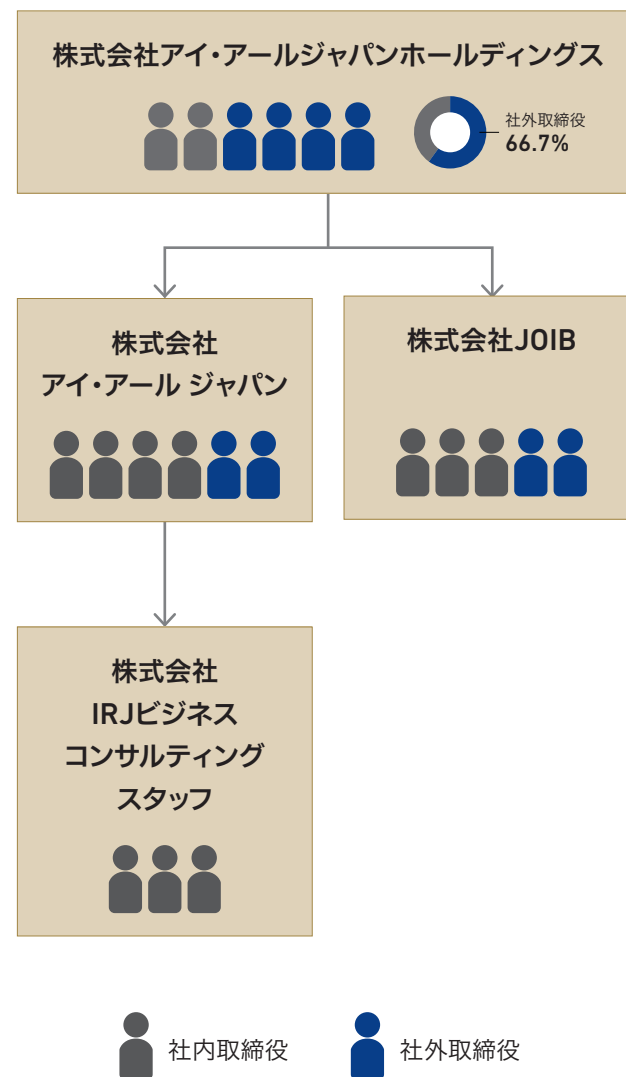 株式会社アイ・アールジャパンホールディングス
社外取締役
66.7%
株式会社
アイ・アール ジャパン
株式会社JOIB
株式会社
IRJビジネス
コンサルティング
スタッフ
社内取締役
社外取締役